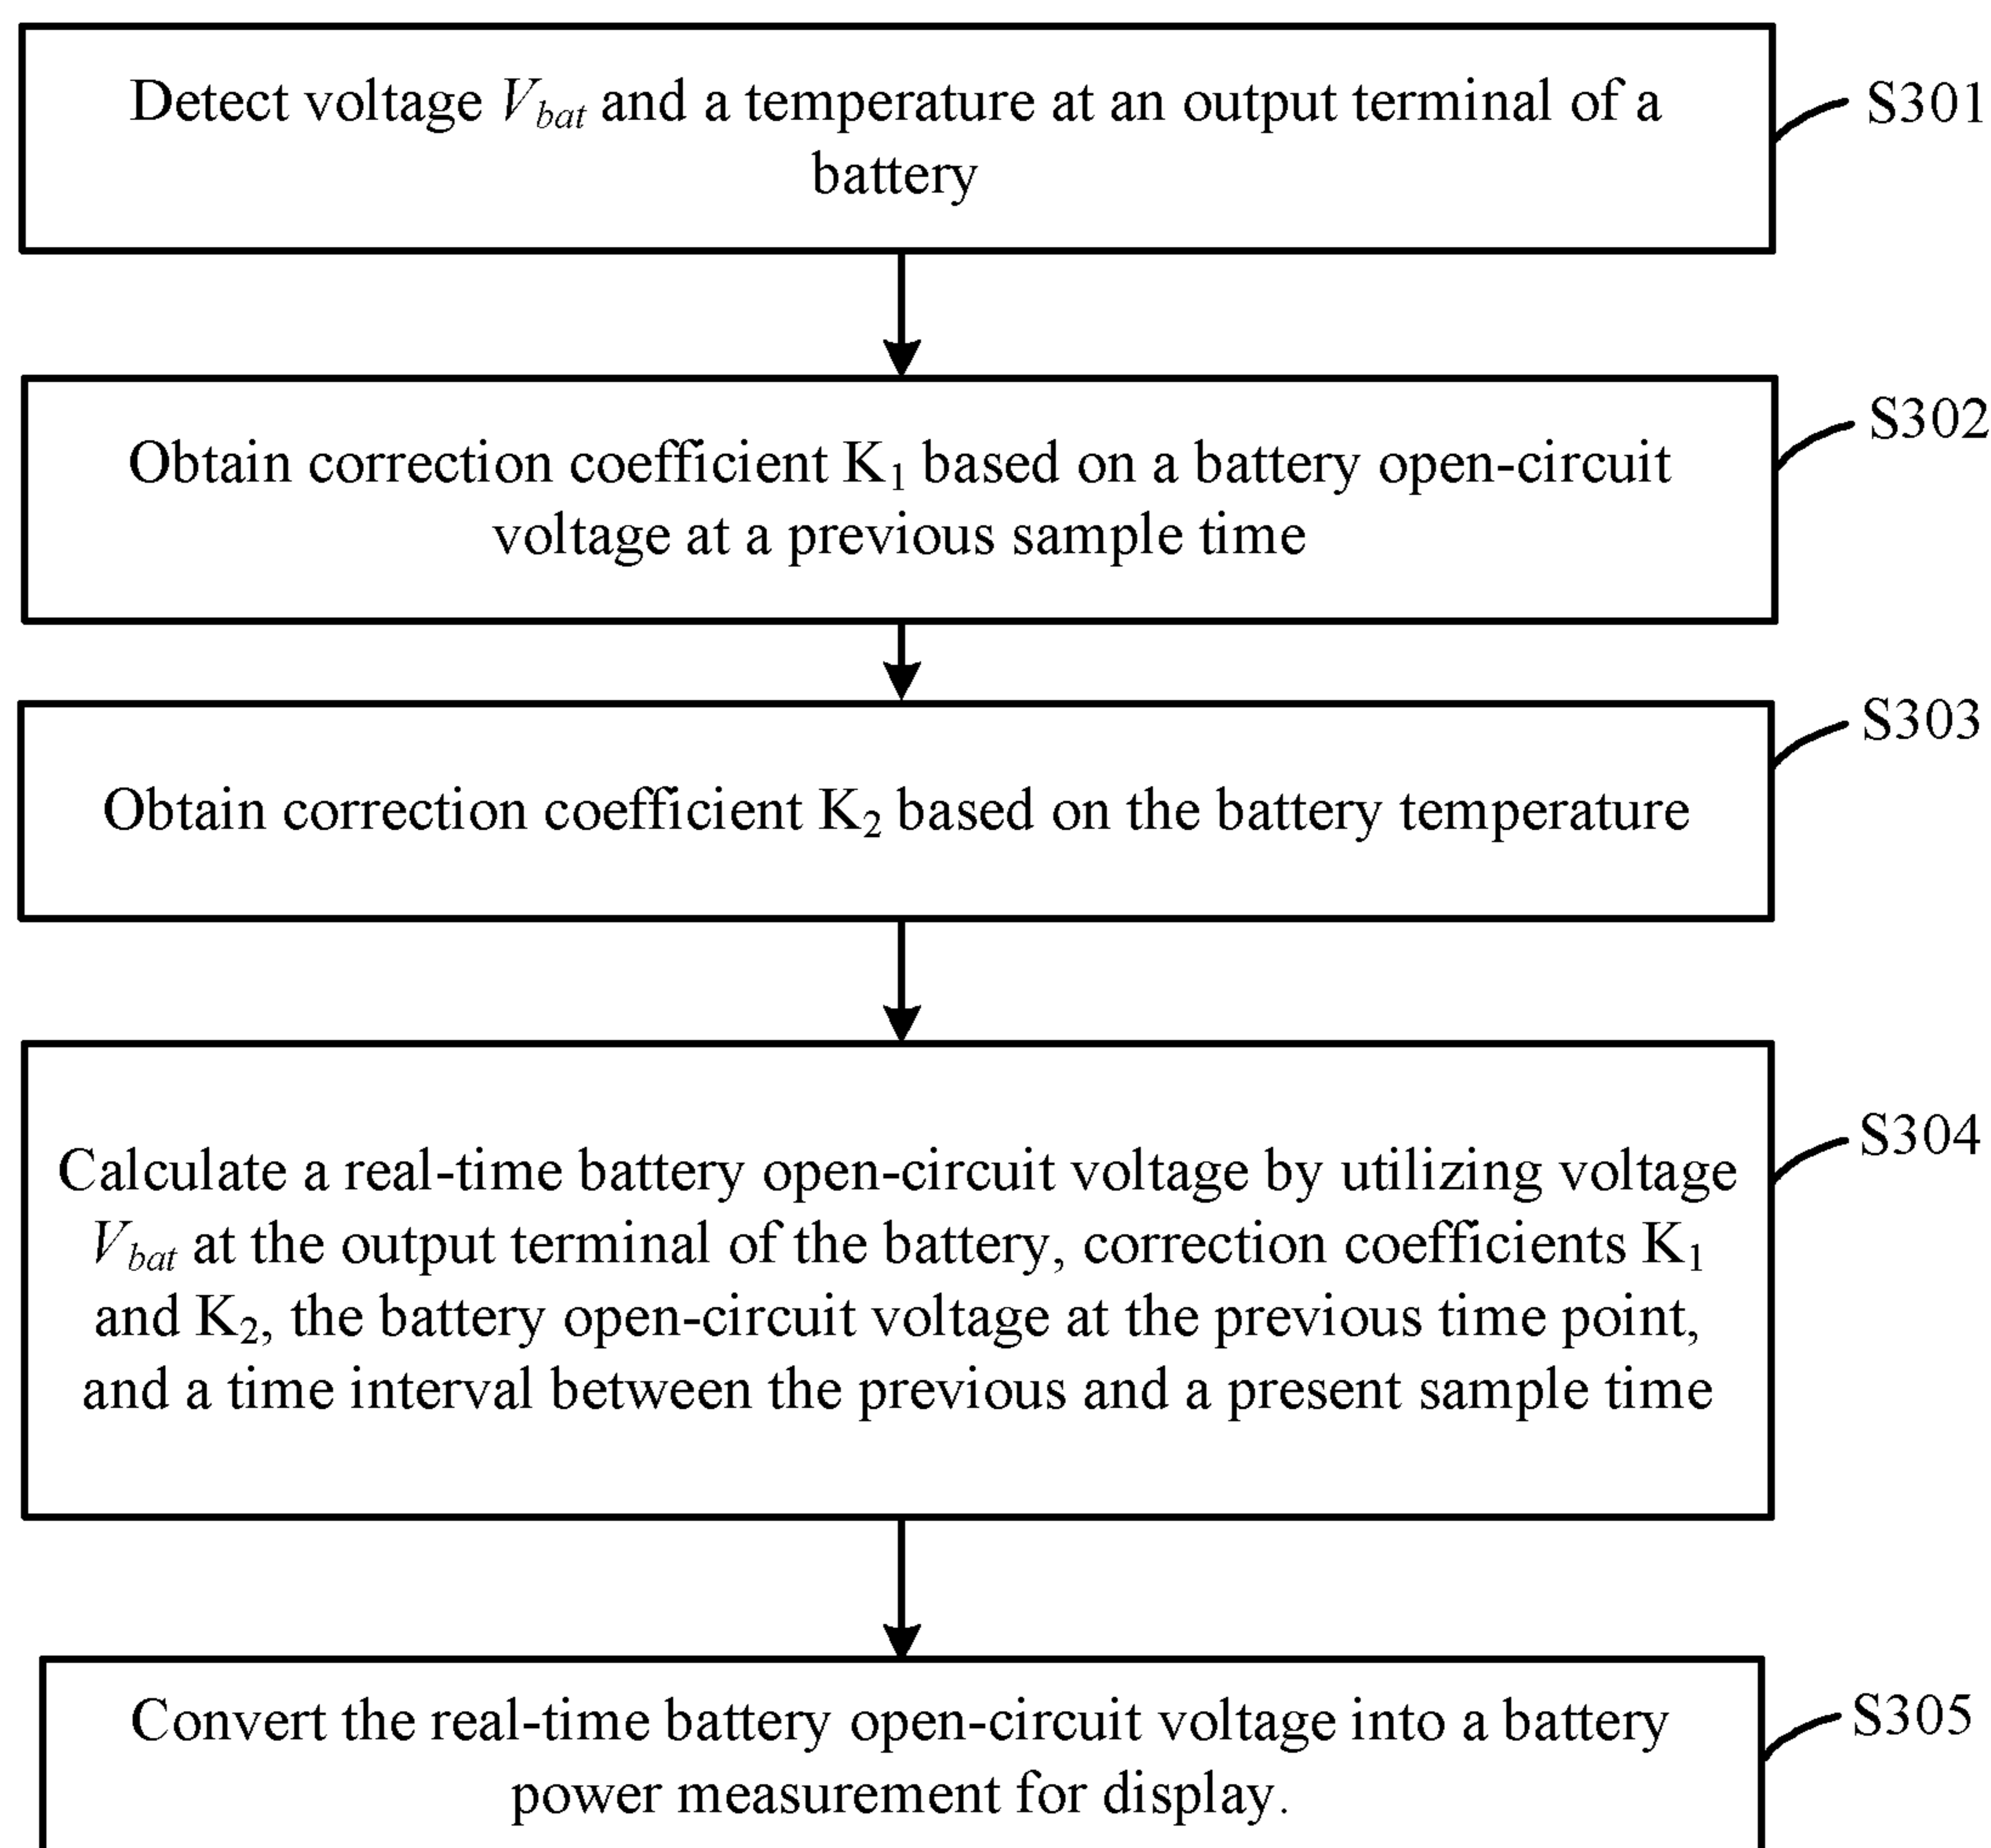 Detect voltage V_bat and a temperature at an output terminal of a
battery
S301
Obtain correction coefficient K₁ based on a battery open-circuit
voltage at a previous sample time
S302
Obtain correction coefficient K₂ based on the battery temperature
S303
Calculate a real-time battery open-circuit voltage by utilizing voltage
V_bat at the output terminal of the battery, correction coefficients K₁
and K₂, the battery open-circuit voltage at the previous time point,
and a time interval between the previous and a present sample time
S304
Convert the real-time battery open-circuit voltage into a battery
power measurement for display.
S305